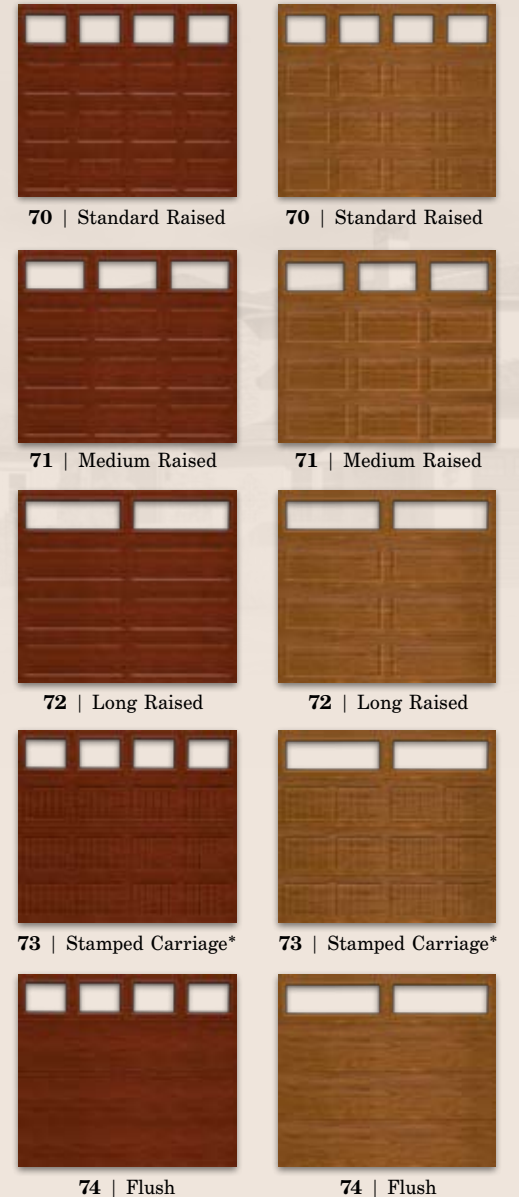 70 | Standard Raised
70 | Standard Raised
71 | Medium Raised
71 | Medium Raised
72 | Long Raised
72 | Long Raised
73 | Stamped Carriage*
73 | Stamped Carriage*
74 | Flush
74 | Flush